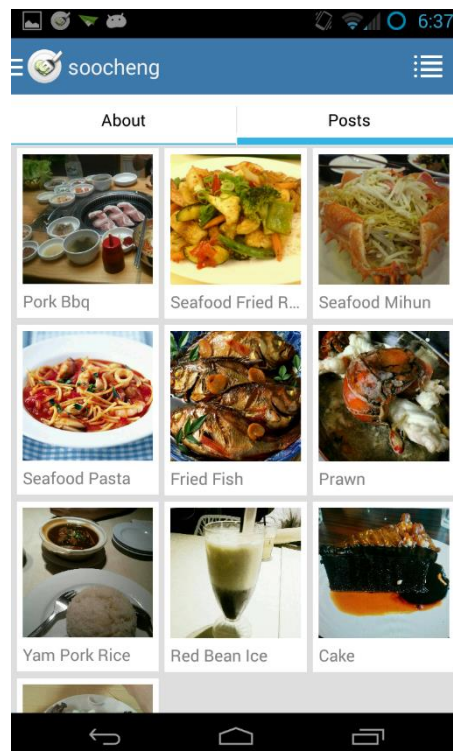 6:37
soocheng
About
Posts
Pork Bbq
Seafood Fried R...
Seafood Mihun
Seafood Pasta
Fried Fish
Prawn
Yam Pork Rice
Red Bean Ice
Cake